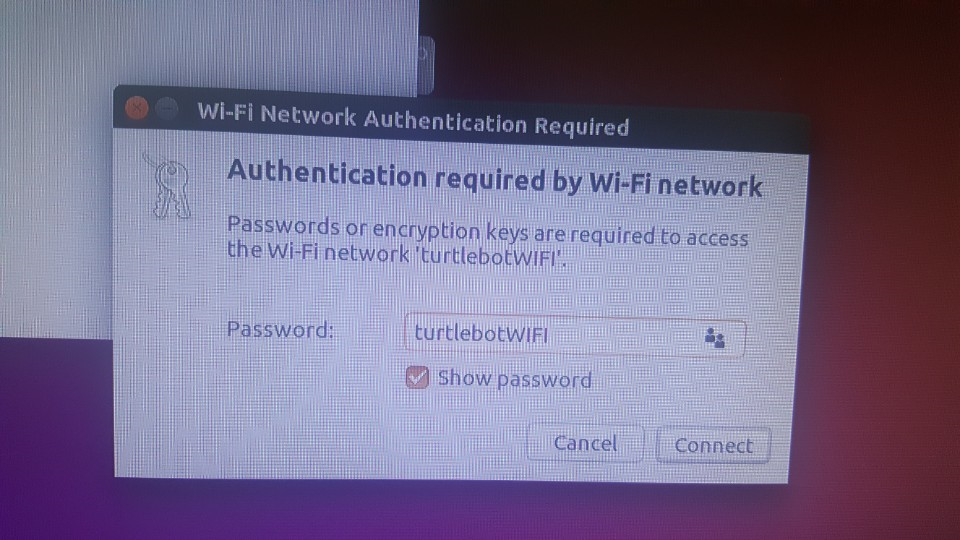 Wi-Fi Network Authentication Required
Authentication required by Wi-Fi network
Passwords or encryption keys are required to access
the Wi-Fi network 'turtlebotWIFI'.
Password: turtlebotWIFI
Show password
Cancel Connect